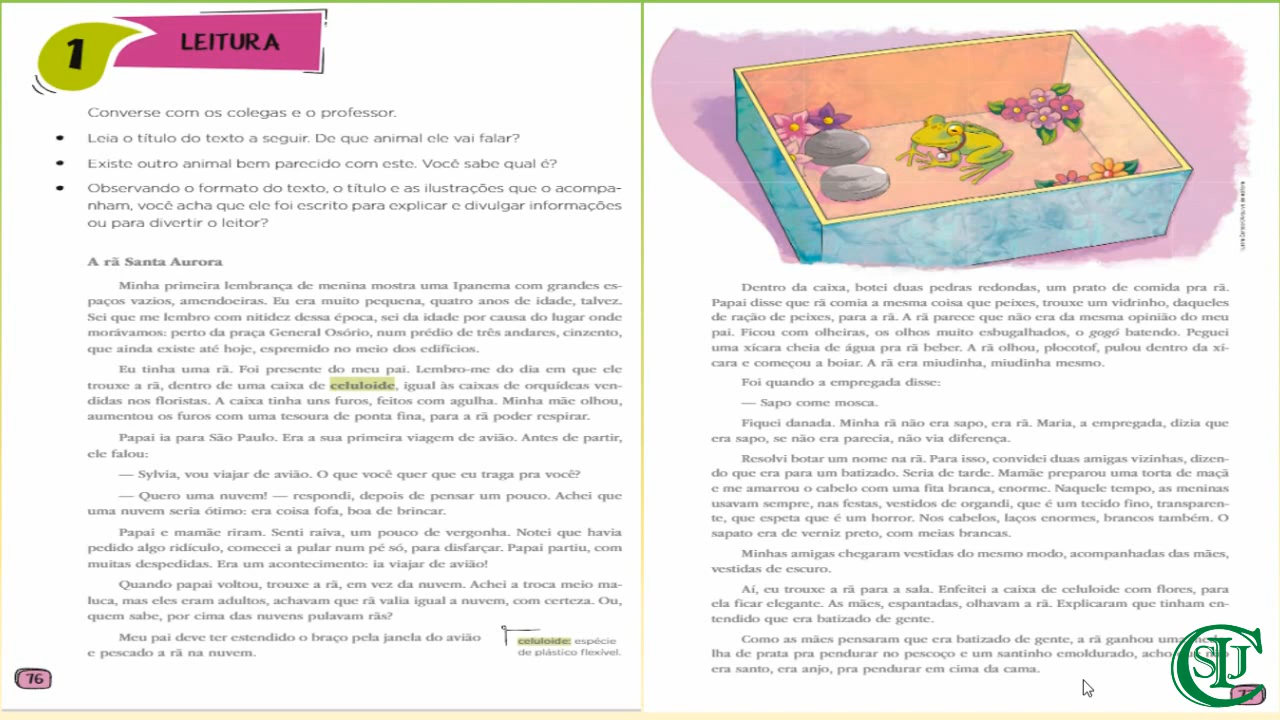 1 LEITURA
Converse com os colegas e o professor.
• Leia o título do texto a seguir. De que animal ele vai falar?
• Existe outro animal bem parecido com este. Você sabe qual é?
• Observando o formato do texto, o título e as ilustrações que o acompa-
nham, você acha que ele foi escrito para explicar e divulgar informações
ou para divertir o leitor?
A rã Santa Aurora
Minha primeira lembrança de menina mostra uma Ipanema com grandes es-
paços vazios, amendoeiras. Eu era muito pequena, quatro anos de idade, talvez.
Sei que me lembro com nitidez dessa época, sei da idade por causa do lugar onde
morávamos: perto da praça General Osório, num prédio de três andares, cinzento,
que ainda existe até hoje, espremido no meio dos edifícios.
Eu tinha uma rã. Foi presente do meu pai. Lembro-me do dia em que ele
trouxe a rã, dentro de uma caixa de celuloide, igual às caixas de orquídeas ven-
didas nos floristas. A caixa tinha uns furos, feitos com agulha. Minha mãe olhou,
aumentou os furos com uma tesoura de ponta fina, para a rã poder respirar.
Papai ia para São Paulo. Era a sua primeira viagem de avião. Antes de partir,
ele falou:
— Sylvia, vou viajar de avião. O que você quer que eu traga pra você?
— Quero uma nuvem! — respondi, depois de pensar um pouco. Achei que
uma nuvem seria ótimo: era coisa fofa, boa de brincar.
Papai e mamãe riram. Senti raiva, um pouco de vergonha. Notei que havia
pedido algo ridículo, comecei a pular num pé só, para disfarçar. Papai partiu, com
muitas despedidas. Era um acontecimento: ia viajar de avião!
Quando papai voltou, trouxe a rã, em vez da nuvem. Achei a troca meio ma-
luca, mas eles eram adultos, achavam que rã valia igual a nuvem, com certeza. Ou,
quem sabe, por cima das nuvens pulavam rãs?
Meu pai deve ter estendido o braço pela janela do avião
e pescado a rã na nuvem.
celuloide: espécie
de plástico flexível.
76
Dentro da caixa, botei duas pedras redondas, um prato de comida pra rã.
Papai disse que rã comia a mesma coisa que peixes, trouxe um vidrinho, daqueles
de ração de peixes, para a rã. A rã parece que não era da mesma opinião do meu
pai. Ficou com olheiras, os olhos muito esbugalhados, o gogó batendo. Peguei
uma xícara cheia de água pra rã beber. A rã olhou, plocotof, pulou dentro da xí-
cara e começou a boiar. A rã era miudinha, miudinha mesmo.
Foi quando a empregada disse:
— Sapo come mosca.
Fiquei danada. Minha rã não era sapo, era rã. Maria, a empregada, dizia que
era sapo, se não era parecia, não via diferença.
Resolvi botar um nome na rã. Para isso, convidei duas amigas vizinhas, dizen-
do que era para um batizado. Seria de tarde. Mamãe preparou uma torta de maçã
e me amarrou o cabelo com uma fita branca, enorme. Naquele tempo, as meninas
usavam sempre, nas festas, vestidos de organdi, que é um tecido fino, transparen-
te, que espeta que é um horror. Nos cabelos, laços enormes, brancos também. O
sapato era de verniz preto, com meias brancas.
Minhas amigas chegaram vestidas do mesmo modo, acompanhadas das mães,
vestidas de escuro.
Aí, eu trouxe a rã para a sala. Enfeitei a caixa de celuloide com flores, para
ela ficar elegante. As mães, espantadas, olhavam a rã. Explicaram que tinham en-
tendido que era batizado de gente.
Como as mães pensaram que era batizado de gente, a rã ganhou uma
lha de prata pra pendurar no pescoço e um santinho emoldurado,
era santo, era anjo, pra pendurar em cima da cama.